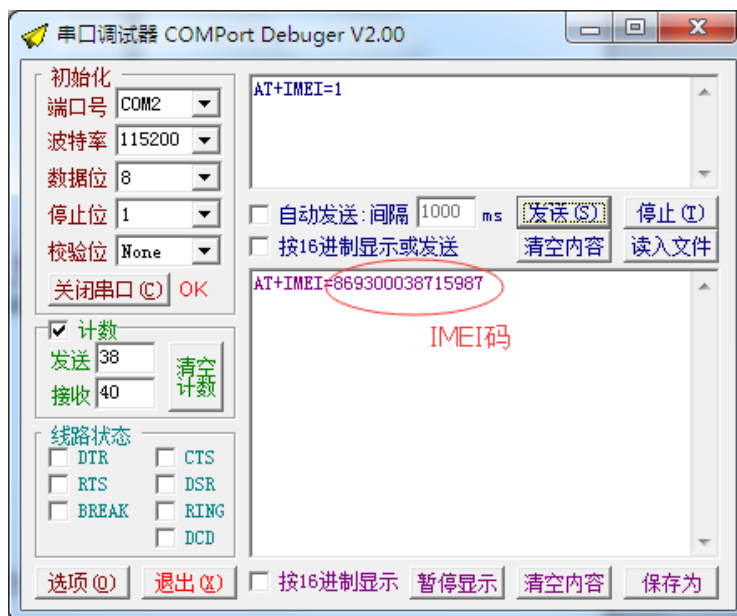 串口调试器 COMPort Debuger V2.00
初始化
端口号 COM2
波特率 115200
数据位 8
停止位 1
校验位 None
关闭串口(C) OK
计数
发送 38
接收 40
清空
计数
线路状态
DTR CTS
RTS DSR
BREAK RING
DCD
AT+IMEI=1
自动发送:间隔 1000 ms 发送(S) 停止(T)
按16进制显示或发送 清空内容 读入文件
AT+IMEI=869300038715987
IMEI码
选项(O) 退出(X) 按16进制显示 暂停显示 清空内容 保存为